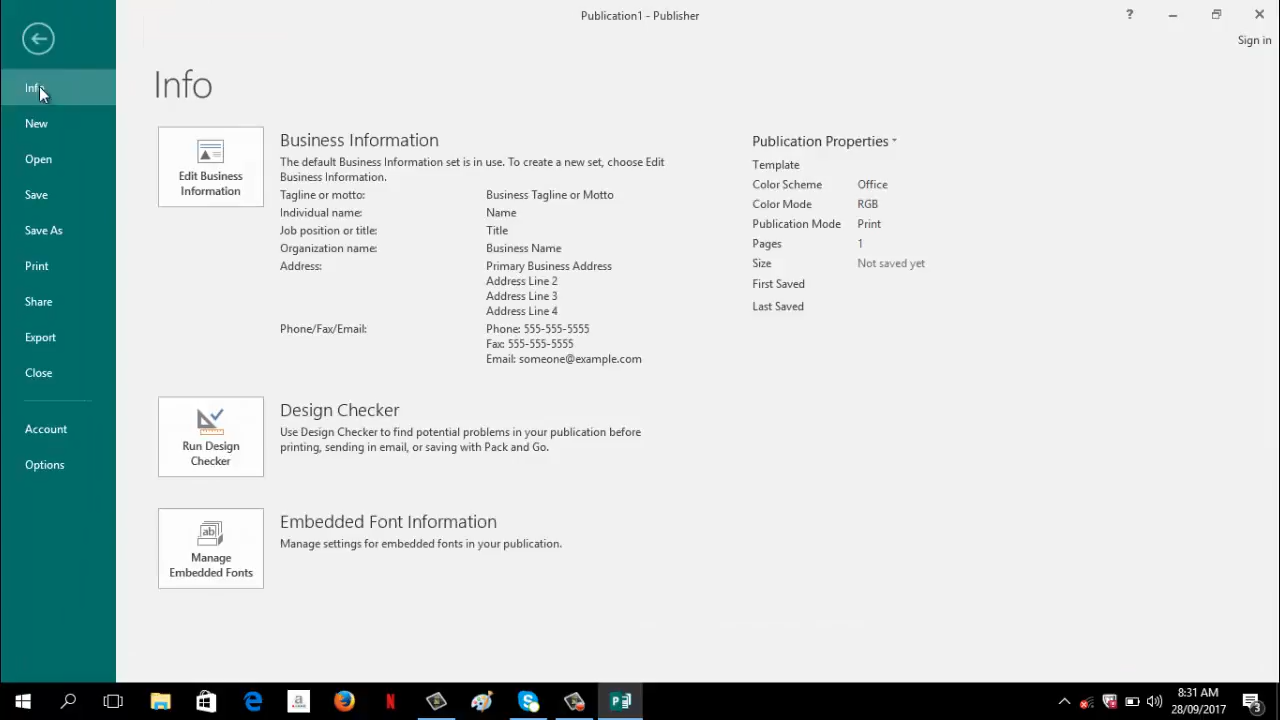 Publication1 - Publisher
?
Sign in
Info
New
Open
Save
Save As
Print
Share
Export
Close
Account
Options
Info
Edit Business
Information
Business Information
The default Business Information set is in use. To create a new set, choose Edit
Business Information.
Tagline or motto: Business Tagline or Motto
Individual name: Name
Job position or title: Title
Organization name: Business Name
Address: Primary Business Address
Address Line 2
Address Line 3
Address Line 4
Phone/Fax/Email: Phone: 555-555-5555
Fax: 555-555-5555
Email: someone@example.com
Run Design
Checker
Design Checker
Use Design Checker to find potential problems in your publication before
printing, sending in email, or saving with Pack and Go.
Manage
Embedded Fonts
Embedded Font Information
Manage settings for embedded fonts in your publication.
Publication Properties
Template
Color Scheme Office
Color Mode RGB
Publication Mode Print
Pages 1
Size Not saved yet
First Saved
Last Saved
8:31 AM
28/09/2017